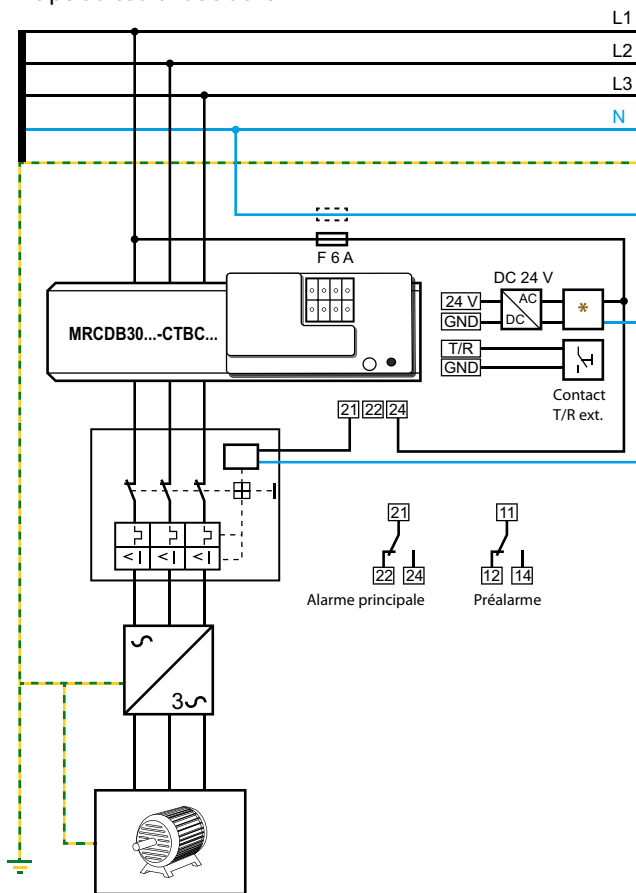 L1
L2
L3
N
F 6 A
DC 24 V
24 V
AC
*
GND
DC
MRCDB30...-CTBC...
T/R
GND
Contact
T/R ext.
21 22 24
21
11
22 24
12 14
Alarme principale
Préalarme
3